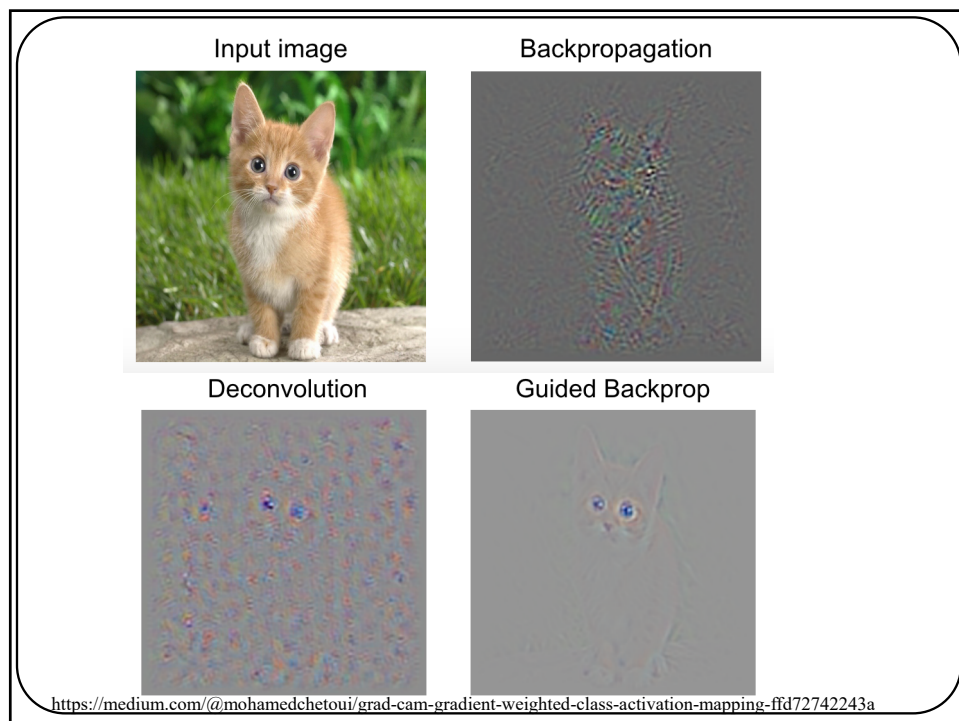 Input image
Backpropagation
Deconvolution
Guided Backprop
https://medium.com/@mohamedchetoui/grad-cam-gradient-weighted-class-activation-mapping-ffd72742243a